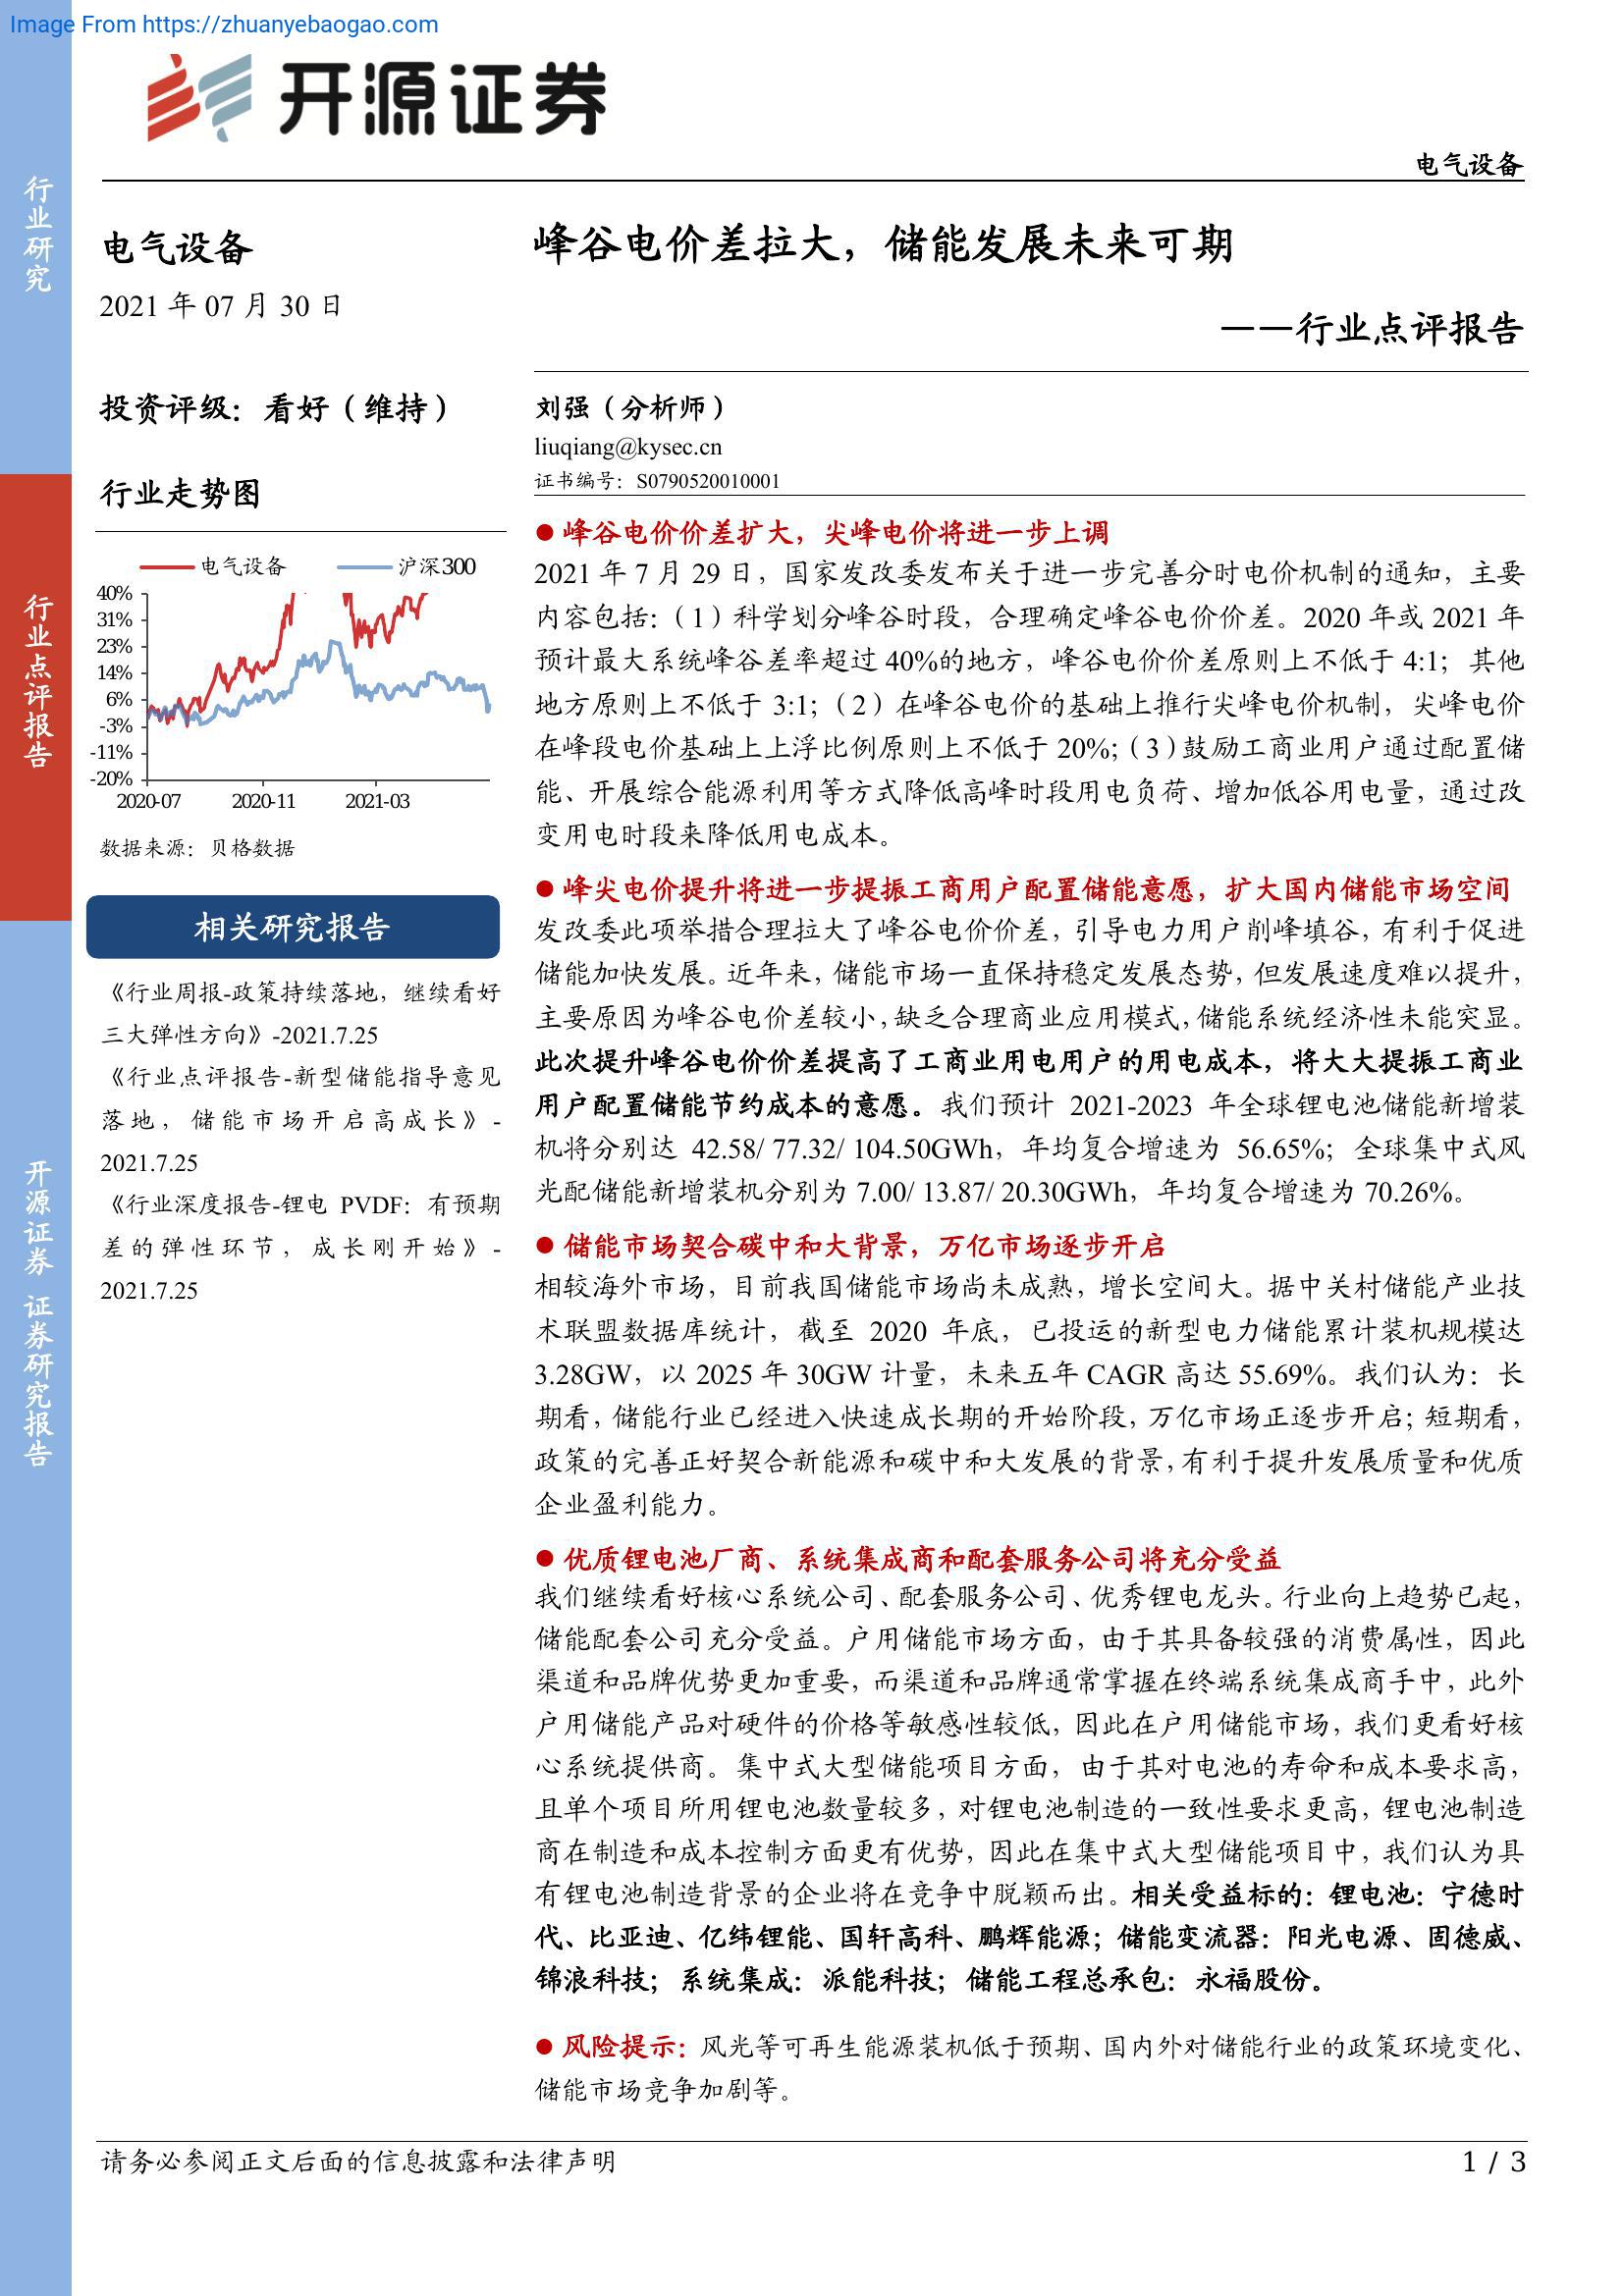 Image From https://zhuanyebaogao.com
开源证券
电气设备
行业研究
行业点评报告
开源证券 证券研究报告
电气设备
2021 年 07 月 30 日
投资评级：看好（维持）
行业走势图
电气设备 沪深300
40%
31%
23%
14%
6%
-3%
-11%
-20%
2020-07 2020-11 2021-03
数据来源：贝格数据
相关研究报告
《行业周报-政策持续落地，继续看好
三大弹性方向》-2021.7.25
《行业点评报告-新型储能指导意见
落地，储能市场开启高成长》-
2021.7.25
《行业深度报告-锂电 PVDF：有预期
差的弹性环节，成长刚开始》-
2021.7.25
峰谷电价差拉大，储能发展未来可期
——行业点评报告
刘强（分析师）
liuqiang@kysec.cn
证书编号：S0790520010001
● 峰谷电价价差扩大，尖峰电价将进一步上调
2021 年 7 月 29 日，国家发改委发布关于进一步完善分时电价机制的通知，主要
内容包括：（1）科学划分峰谷时段，合理确定峰谷电价价差。2020 年或 2021 年
预计最大系统峰谷差率超过 40%的地方，峰谷电价价差原则上不低于 4:1；其他
地方原则上不低于 3:1;（2）在峰谷电价的基础上推行尖峰电价机制，尖峰电价
在峰段电价基础上上浮比例原则上不低于 20%;（3）鼓励工商业用户通过配置储
能、开展综合能源利用等方式降低高峰时段用电负荷、增加低谷用电量，通过改
变用电时段来降低用电成本。
● 峰尖电价提升将进一步提振工商用户配置储能意愿，扩大国内储能市场空间
发改委此项举措合理拉大了峰谷电价价差，引导电力用户削峰填谷，有利于促进
储能加快发展。近年来，储能市场一直保持稳定发展态势，但发展速度难以提升，
主要原因为峰谷电价差较小，缺乏合理商业应用模式，储能系统经济性未能突显。
此次提升峰谷电价价差提高了工商业用电用户的用电成本，将大大提振工商业
用户配置储能节约成本的意愿。我们预计 2021-2023 年全球锂电池储能新增装
机将分别达 42.58/ 77.32/ 104.50GWh，年均复合增速为 56.65%；全球集中式风
光配储能新增装机分别为 7.00/ 13.87/ 20.30GWh，年均复合增速为 70.26%。
● 储能市场契合碳中和大背景，万亿市场逐步开启
相较海外市场，目前我国储能市场尚未成熟，增长空间大。据中关村储能产业技
术联盟数据库统计，截至 2020 年底，已投运的新型电力储能累计装机规模达
3.28GW，以 2025 年 30GW 计量，未来五年 CAGR 高达 55.69%。我们认为：长
期看，储能行业已经进入快速成长期的开始阶段，万亿市场正逐步开启；短期看，
政策的完善正好契合新能源和碳中和大发展的背景，有利于提升发展质量和优质
企业盈利能力。
● 优质锂电池厂商、系统集成商和配套服务公司将充分受益
我们继续看好核心系统公司、配套服务公司、优秀锂电龙头。行业向上趋势已起，
储能配套公司充分受益。户用储能市场方面，由于其具备较强的消费属性，因此
渠道和品牌优势更加重要，而渠道和品牌通常掌握在终端系统集成商手中，此外
户用储能产品对硬件的价格等敏感性较低，因此在户用储能市场，我们更看好核
心系统提供商。集中式大型储能项目方面，由于其对电池的寿命和成本要求高，
且单个项目所用锂电池数量较多，对锂电池制造的一致性要求更高，锂电池制造
商在制造和成本控制方面更有优势，因此在集中式大型储能项目中，我们认为具
有锂电池制造背景的企业将在竞争中脱颖而出。相关受益标的：锂电池：宁德时
代、比亚迪、亿纬锂能、国轩高科、鹏辉能源；储能变流器：阳光电源、固德威、
锦浪科技；系统集成：派能科技；储能工程总承包：永福股份。
● 风险提示：风光等可再生能源装机低于预期、国内外对储能行业的政策环境变化、
储能市场竞争加剧等。
请务必参阅正文后面的信息披露和法律声明
1 / 3